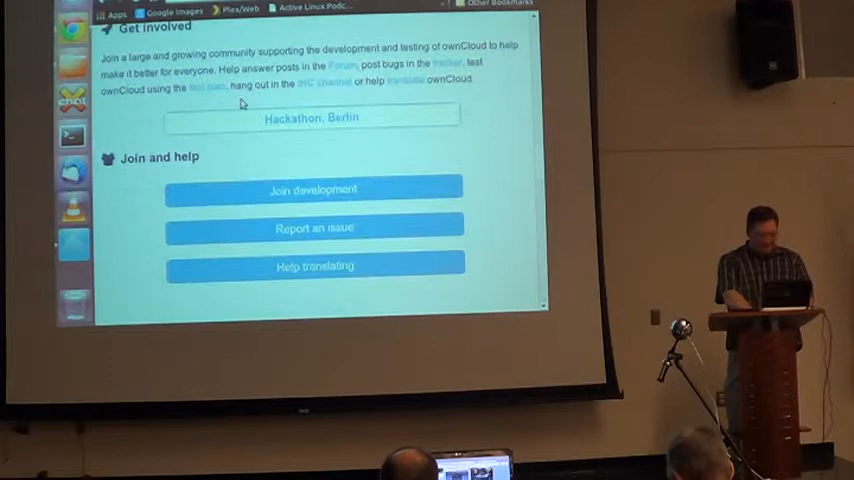 Apps Google Images Plex/Web Active Linux Podc... Other Bookmarks
Get involved
Join a large and growing community supporting the development and testing of ownCloud to help
make it better for everyone. Help answer posts in the Forum, post bugs in the tracker, test
ownCloud using the test plan, hang out in the IRC channel or help translate ownCloud
Hackathon, Berlin
Join and help
Join development
Report an issue
Help translating